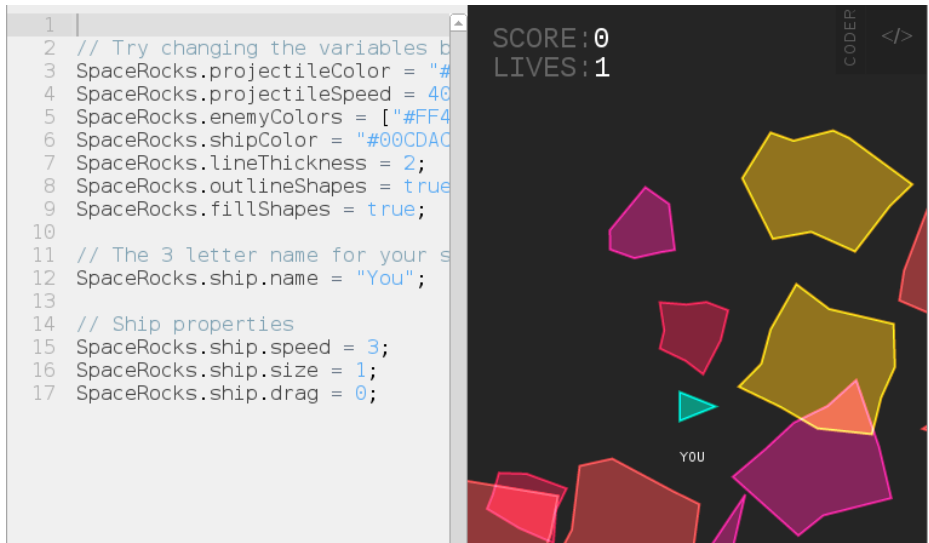 1
2 // Try changing the variables b
3 SpaceRocks.projectileColor = "#
4 SpaceRocks.projectileSpeed = 40
5 SpaceRocks.enemyColors = ["#FF4
6 SpaceRocks.shipColor = "#00CDAC
7 SpaceRocks.lineThickness = 2;
8 SpaceRocks.outlineShapes = true
9 SpaceRocks.fillShapes = true;
10
11 // The 3 letter name for your s
12 SpaceRocks.ship.name = "You";
13
14 // Ship properties
15 SpaceRocks.ship.speed = 3;
16 SpaceRocks.ship.size = 1;
17 SpaceRocks.ship.drag = 0;
SCORE:0
LIVES:1
CODER
</>
YOU